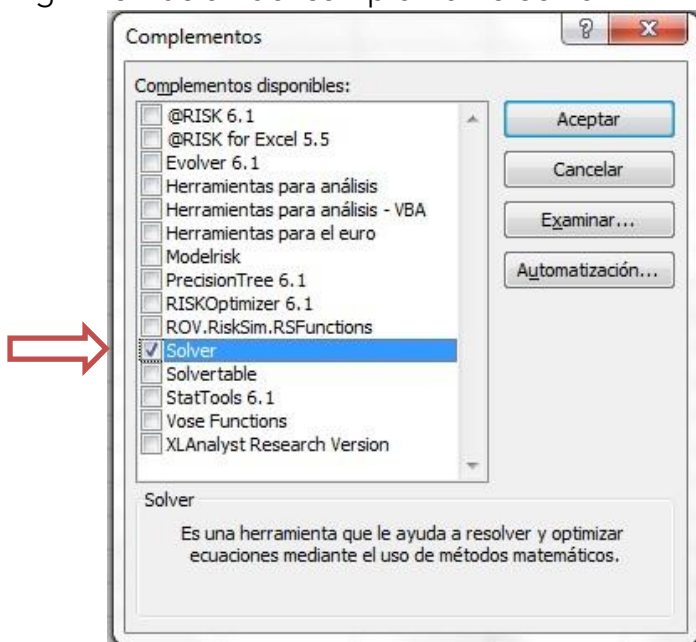 Complementos
Complementos disponibles:
@RISK 6.1
@RISK for Excel 5.5
Evolver 6.1
Herramientas para análisis
Herramientas para análisis - VBA
Herramientas para el euro
Modelrisk
PrecisionTree 6.1
RISKOptimizer 6.1
ROV.RiskSim.RSFunctions
Solver
Solvertable
StatTools 6.1
Vose Functions
XLAnalyst Research Version
Aceptar
Cancelar
Examinar...
Automatización...
Solver
Es una herramienta que le ayuda a resolver y optimizar
ecuaciones mediante el uso de métodos matemáticos.